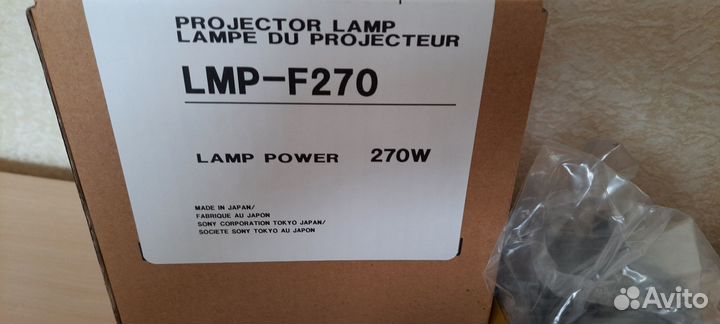 PROJECTOR LAMP
LAMPE DU PROJECTEUR
LMP-F270
LAMP POWER 270W
MADE IN JAPAN/
FABRIQUE AU JAPON
SONY CORPORATION TOKYO JAPAN/
SOCIETE SONY TOKYO AU JAPON
Avito